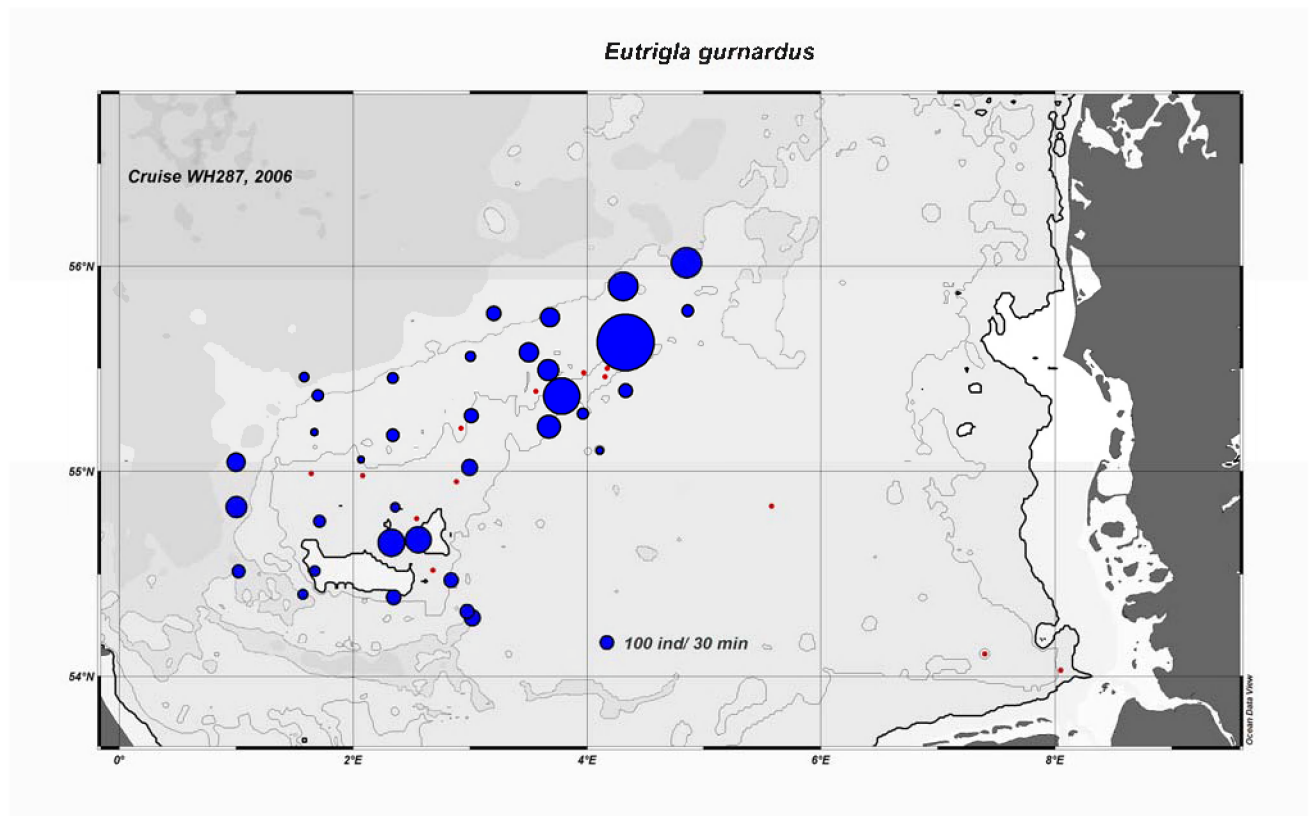 Eutrigla gurnardus
Cruise WH287, 2006
56°N
55°N
100 ind/ 30 min
54°N
Ocean Data View
0°
2°E
4°E
6°E
8°E